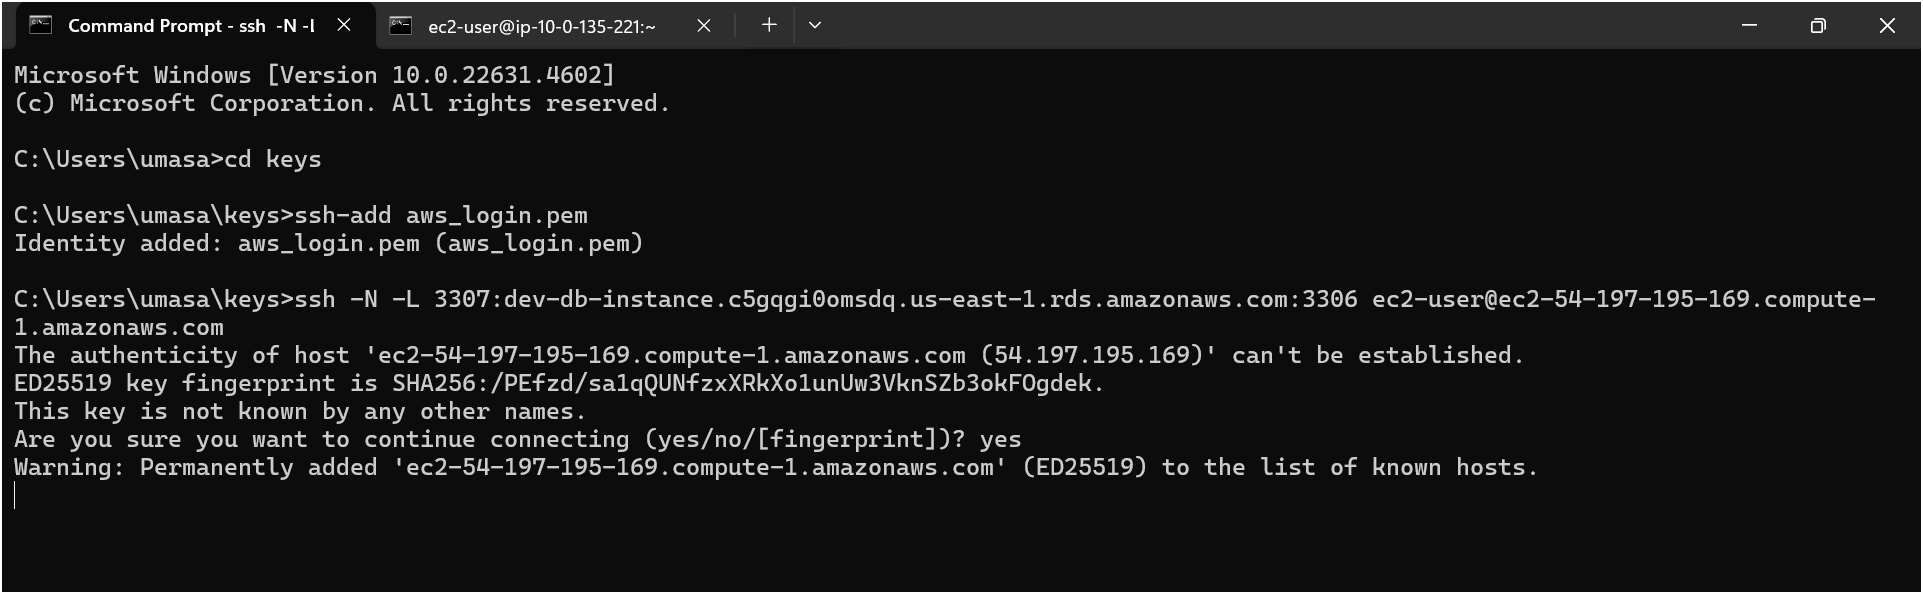 Command Prompt - ssh -N -L
ec2-user@ip-10-0-135-221:~
Microsoft Windows [Version 10.0.22631.4602]
(c) Microsoft Corporation. All rights reserved.
C:\Users\umasa>cd keys
C:\Users\umasa\keys>ssh-add aws_login.pem
Identity added: aws_login.pem (aws_login.pem)
C:\Users\umasa\keys>ssh -N -L 3307:dev-db-instance.c5gqgi0omsdq.us-east-1.rds.amazonaws.com:3306 ec2-user@ec2-54-197-195-169.compute-
1.amazonaws.com
The authenticity of host 'ec2-54-197-195-169.compute-1.amazonaws.com (54.197.195.169)' can't be established.
ED25519 key fingerprint is SHA256:/PEfzd/sa1qQUNfzxXRkXo1unUw3VknSZb3okFOgdek.
This key is not known by any other names.
Are you sure you want to continue connecting (yes/no/[fingerprint])? yes
Warning: Permanently added 'ec2-54-197-195-169.compute-1.amazonaws.com' (ED25519) to the list of known hosts.